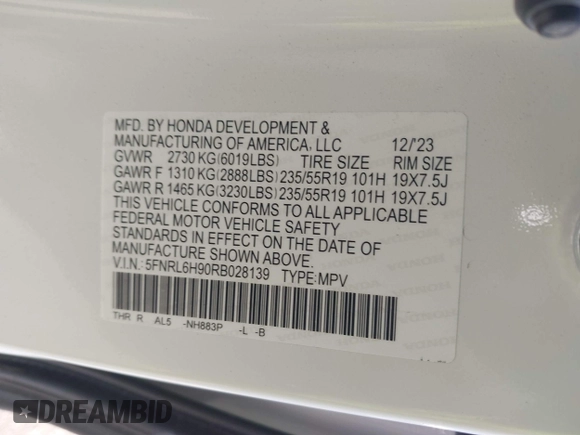 MFD. BY HONDA DEVELOPMENT &
MANUFACTURING OF AMERICA, LLC 12/'23
GVWR 2730 KG(6019LBS) TIRE SIZE RIM SIZE
GAWR F 1310 KG(2888LBS) 235/55R19 101H 19X7.5J
GAWR R 1465 KG(3230LBS) 235/55R19 101H 19X7.5J
THIS VEHICLE CONFORMS TO ALL APPLICABLE
FEDERAL MOTOR VEHICLE SAFETY
STANDARDS IN EFFECT ON THE DATE OF
MANUFACTURE SHOWN ABOVE.
V.I.N.: 5FNRL6H90RB028139 TYPE:MPV
THR R AL5 -NH883P -L -B
DREAMBID